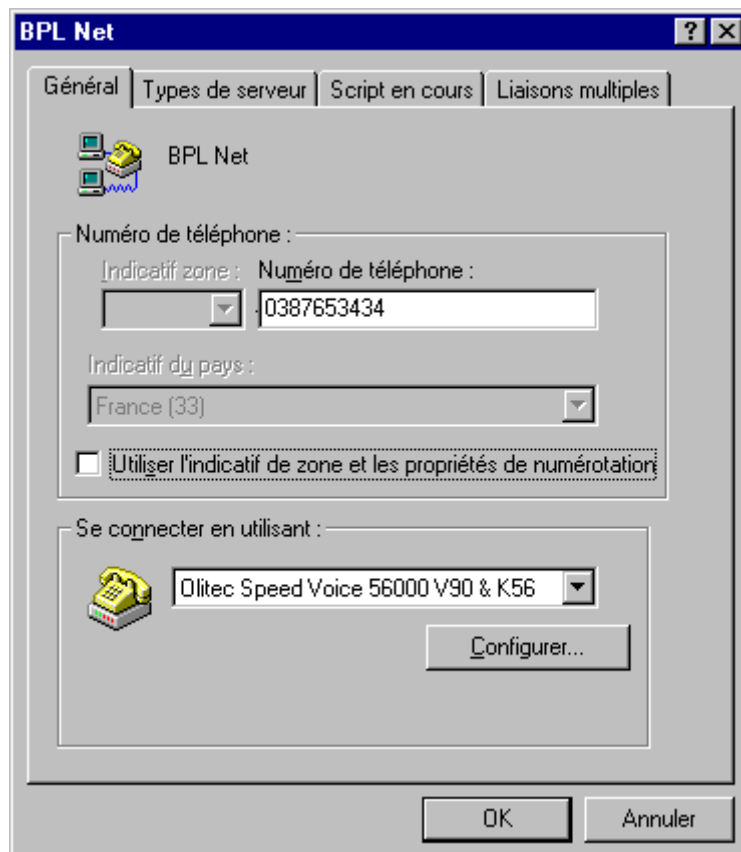 BPL Net
Général Types de serveur Script en cours Liaisons multiples
BPL Net
Numéro de téléphone :
Indicatif zone : Numéro de téléphone :
0387653434
Indicatif du pays :
France (33)
Utiliser l'indicatif de zone et les propriétés de numérotation
Se connecter en utilisant :
Olitec Speed Voice 56000 V90 & K56
Configurer...
OK Annuler